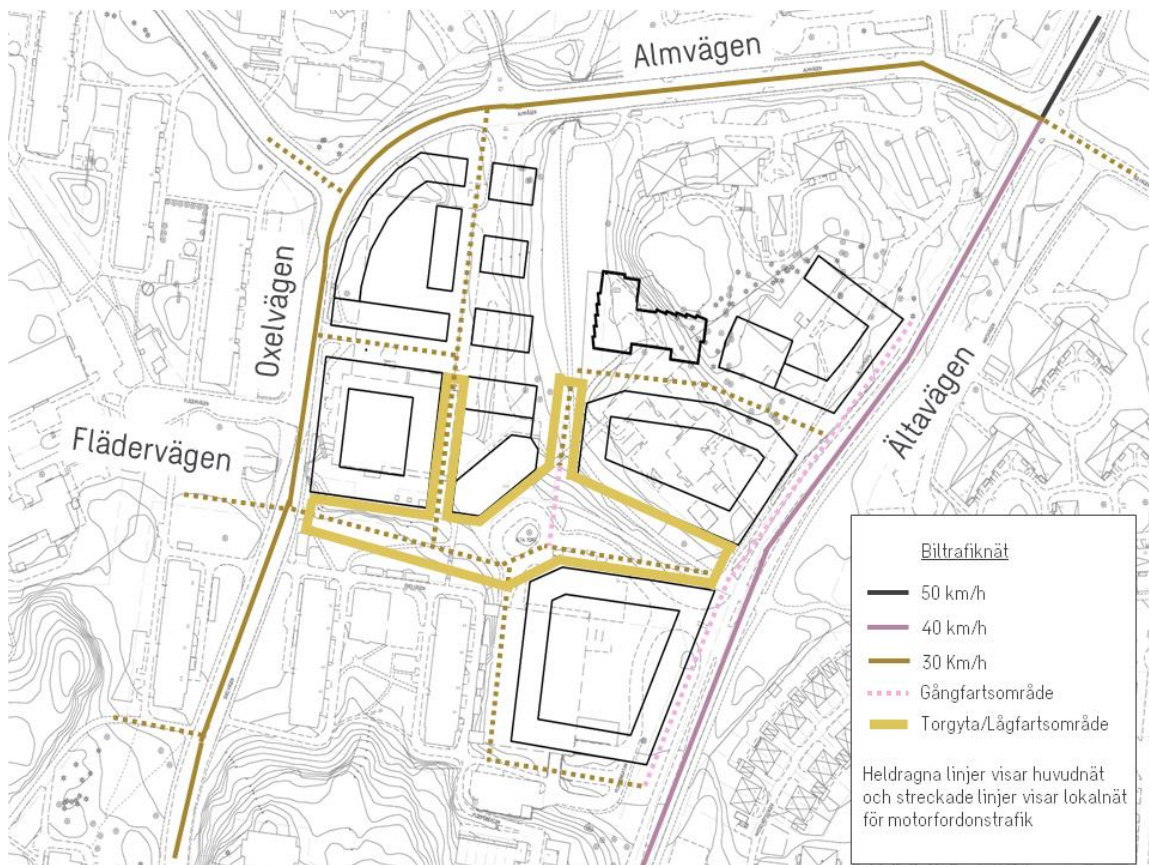 Almvägen
Oxelvägen
Flädervägen
Ältavägen
Biltrafiknät
50 km/h
40 km/h
30 Km/h
Gångfartsområde
Torgyta/Lågfartsområde
Heldragna linjer visar huvudnät
och streckade linjer visar lokalnät
för motorfordonstrafik